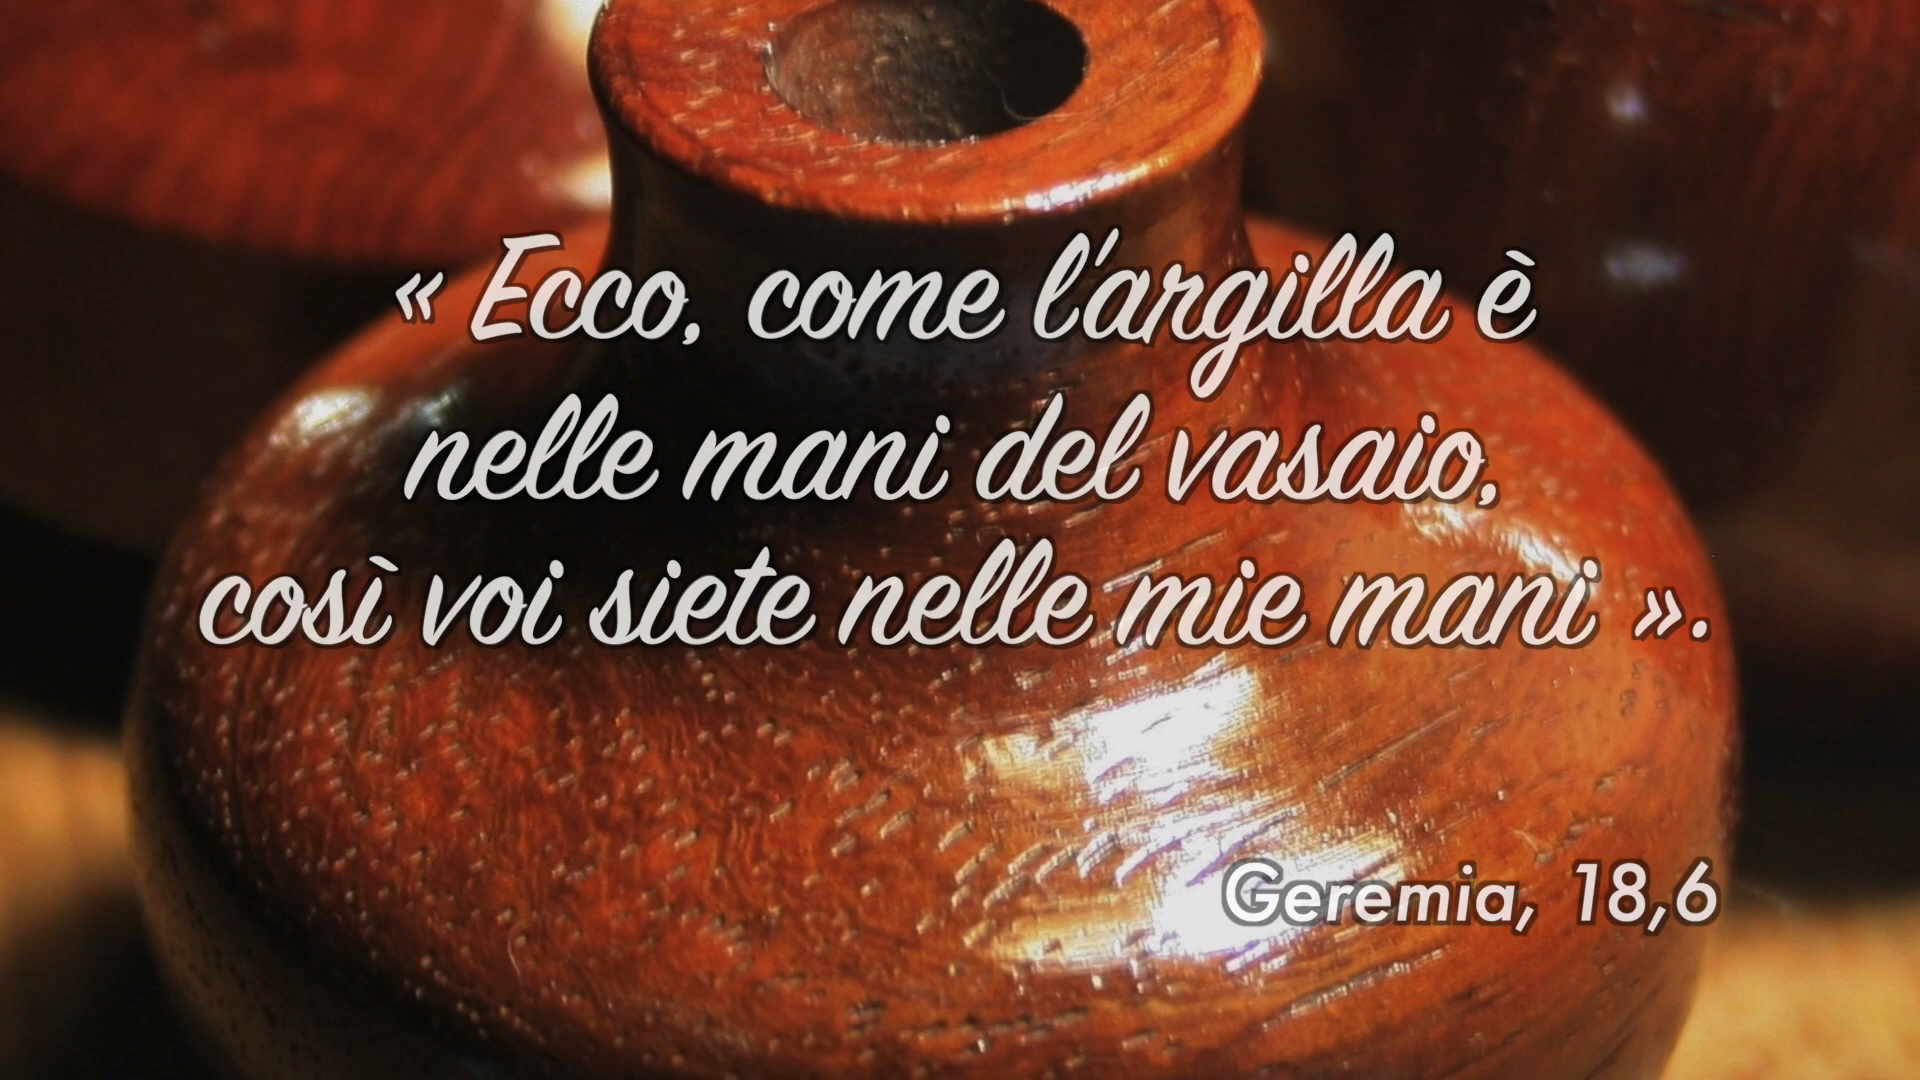 « Ecco, come l'argilla è
nelle mani del vasaio,
così voi siete nelle mie mani ».
Geremia, 18,6